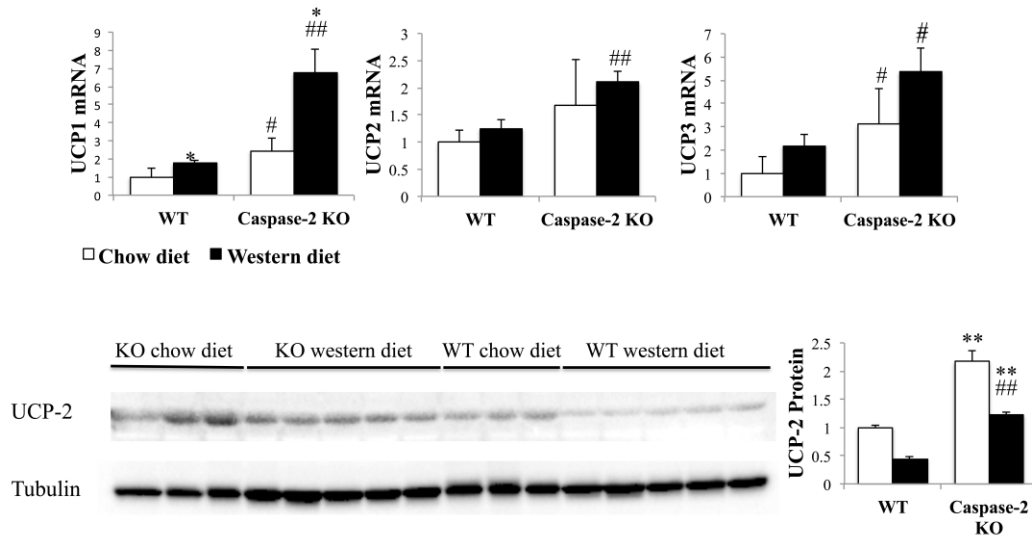 UCP1 mRNA
9
8
7
6
5
4
3
2
1
0
*
#
*
##
WT
Caspase-2 KO
UCP2 mRNA
3
2.5
2
1.5
1
0.5
0
##
WT
Caspase-2 KO
UCP3 mRNA
7
6
5
4
3
2
1
0
#
#
WT
Caspase-2 KO
Chow diet
Western diet
KO chow diet
KO western diet
WT chow diet
WT western diet
UCP-2
Tubulin
UCP-2 Protein
2.5
2
1.5
1
0.5
0
**
**
##
WT
Caspase-2
KO